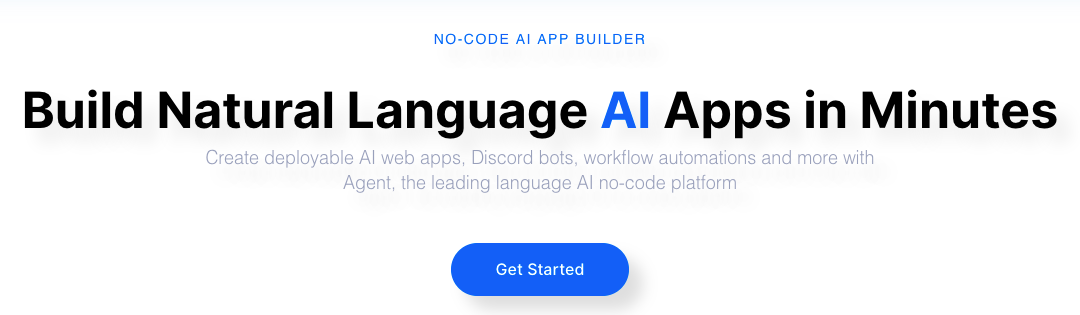 NO-CODE AI APP BUILDER
Build Natural Language AI Apps in Minutes
Create deployable AI web apps, Discord bots, workflow automations and more with
Agent, the leading language AI no-code platform
Get Started